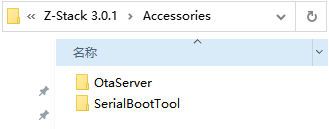 « Z-Stack 3.0.1 > Accessories
名称
OtaServer
SerialBootTool